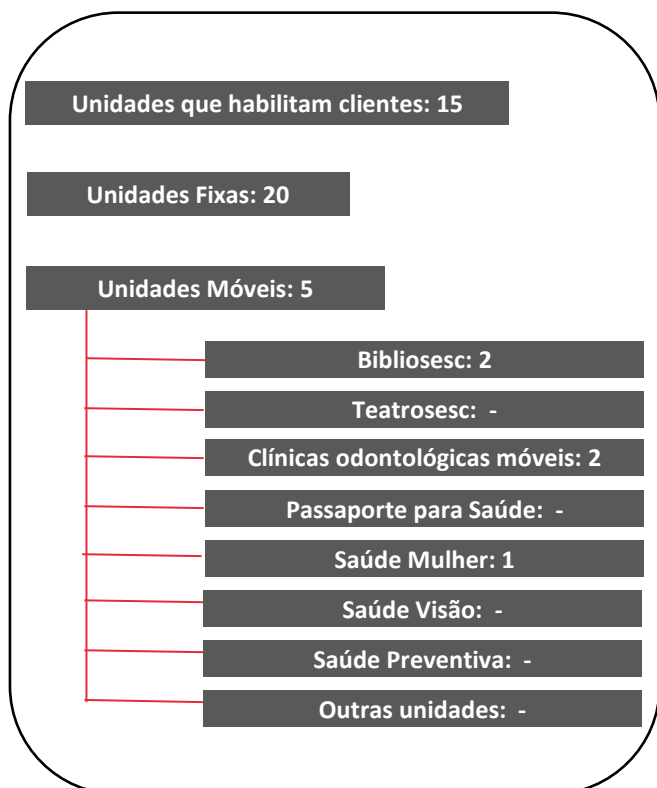 Unidades que habilitam clientes: 15
Unidades Fixas: 20
Unidades Móveis: 5
Bibliosesc: 2
Teatrosesc: -
Clínicas odontológicas móveis: 2
Passaporte para Saúde: -
Saúde Mulher: 1
Saúde Visão: -
Saúde Preventiva: -
Outras unidades: -